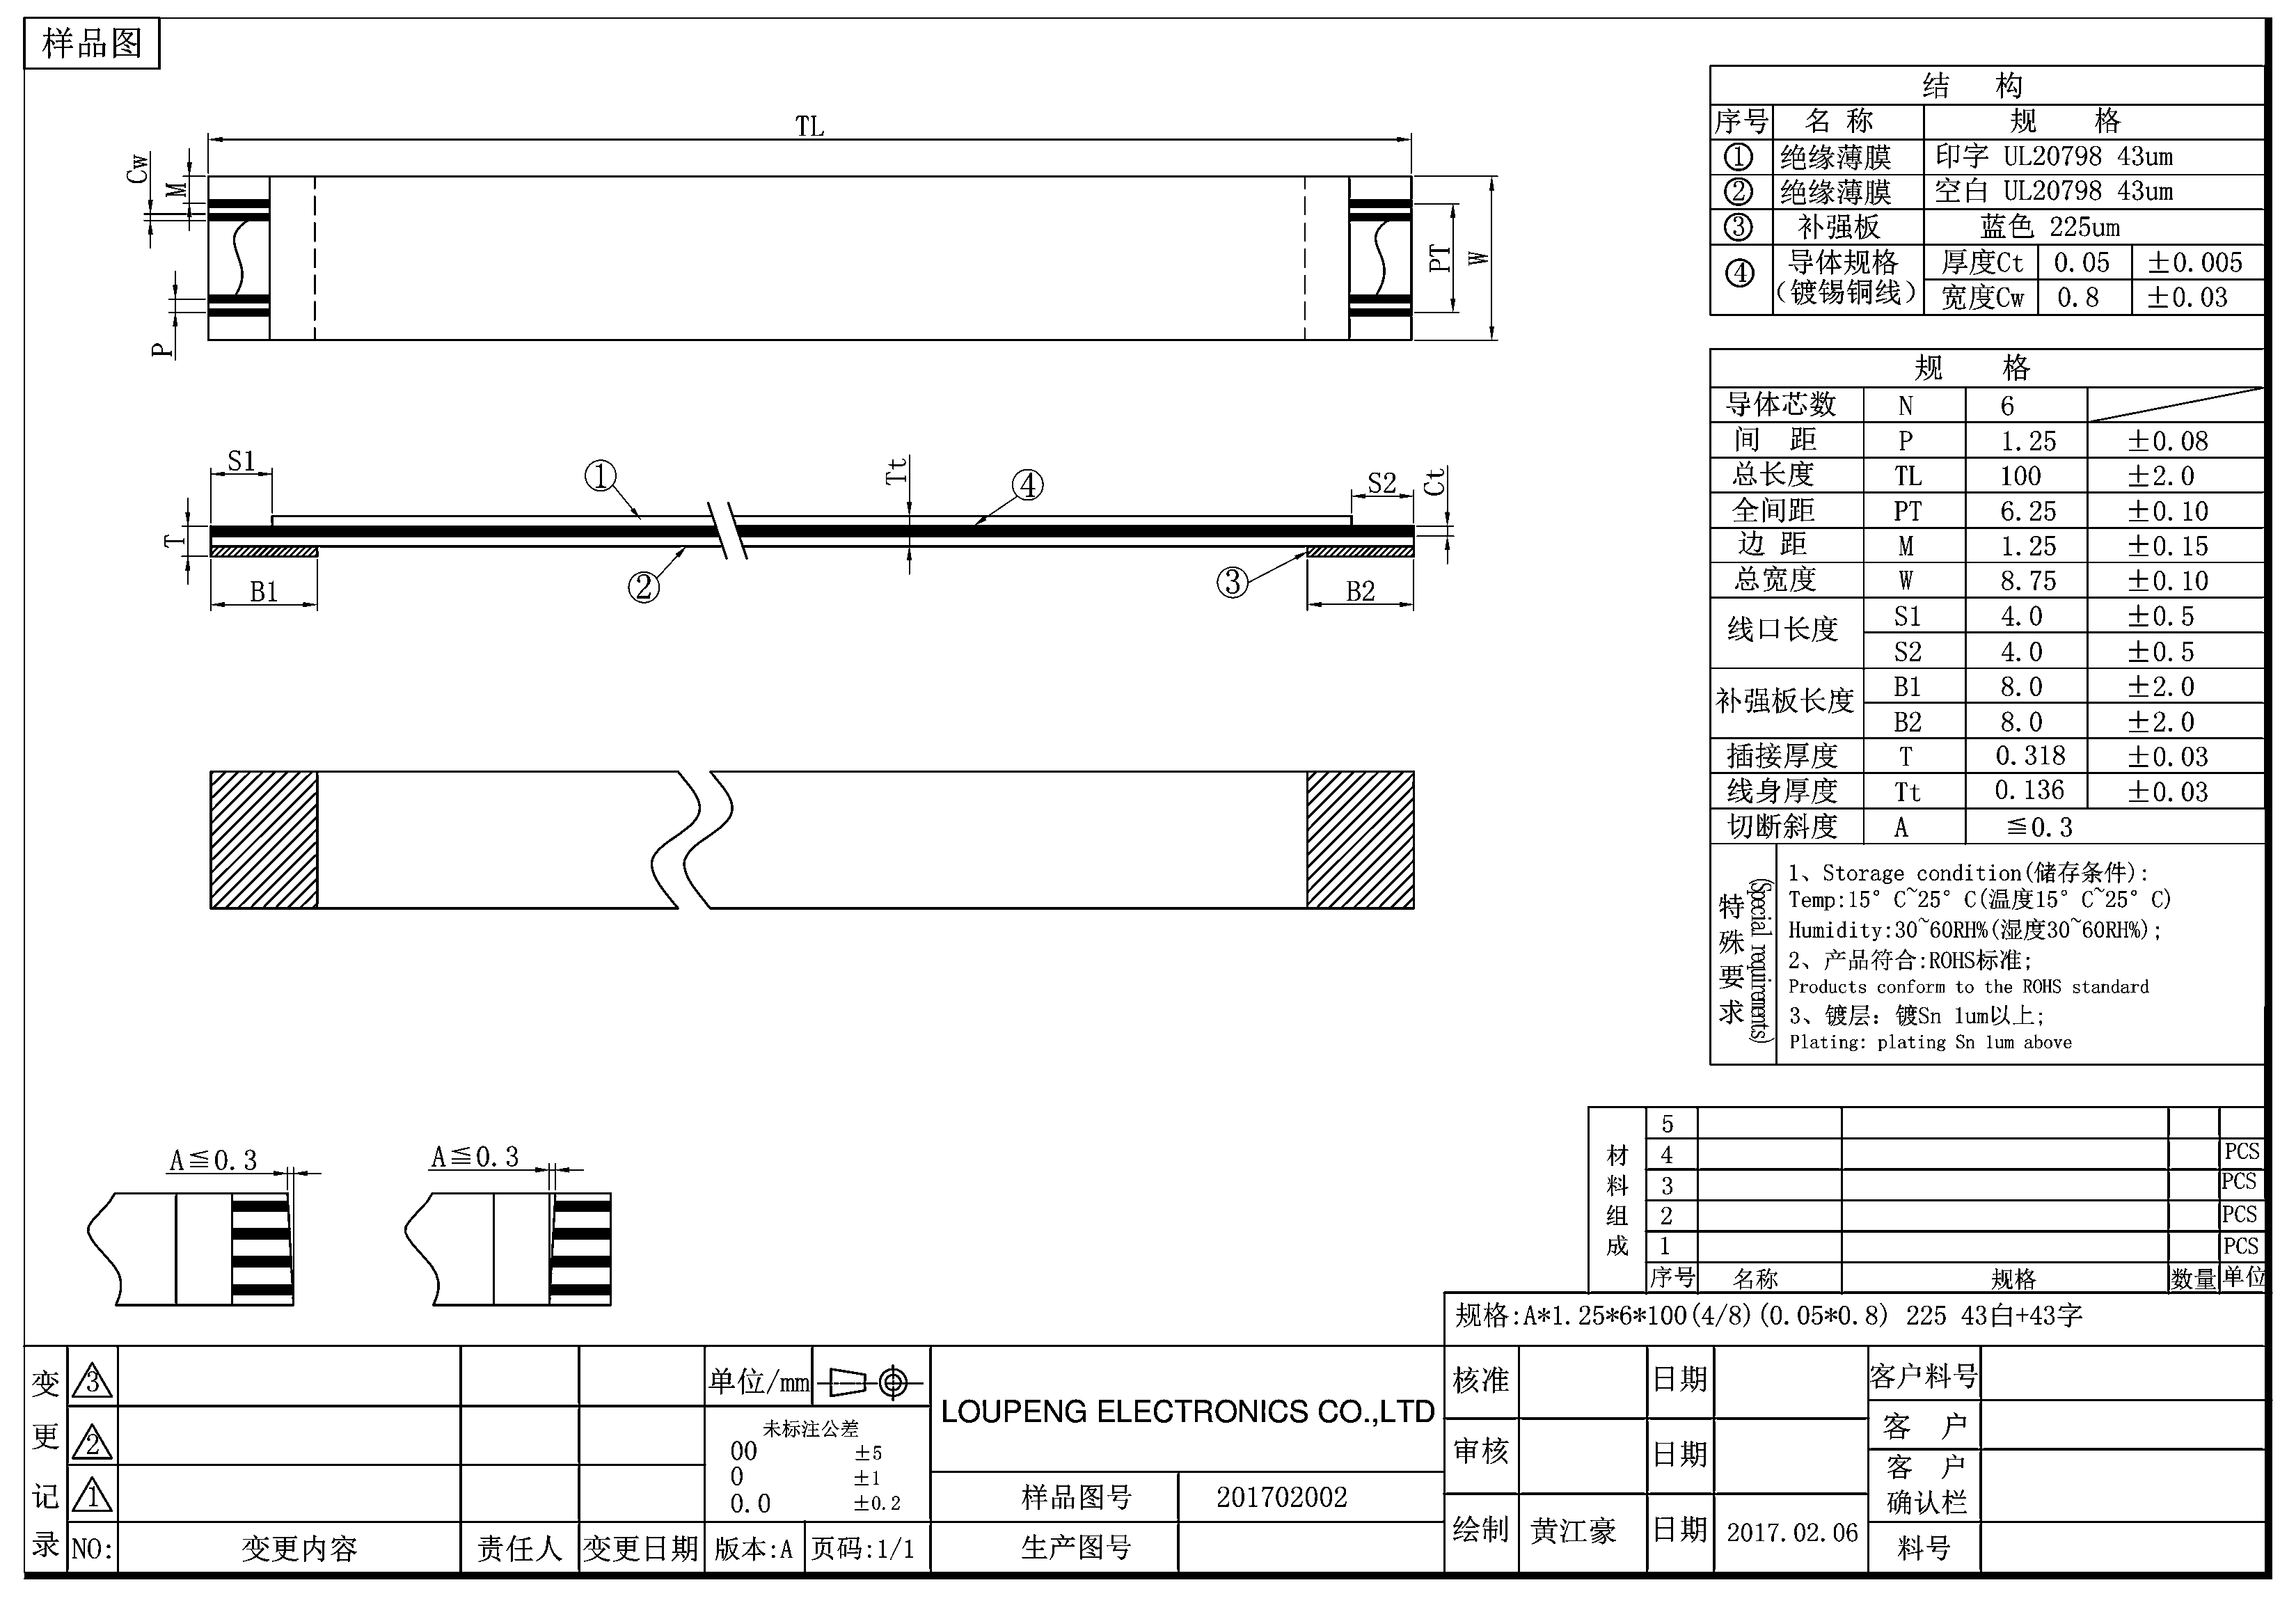 样品图
TL
Cw
M
P
PT
W
S1
T
B1
①
②
Tt
④
③
S2
Ct
B2
A≦0.3
A≦0.3
结 构
序号 名 称 规 格
① 绝缘薄膜 印字 UL20798 43um
② 绝缘薄膜 空白 UL20798 43um
③ 补强板 蓝色 225um
④ 导体规格 (镀锡铜线) 厚度Ct 0.05 ±0.005
宽度Cw 0.8 ±0.03
规 格
导体芯数 N 6
间 距 P 1.25 ±0.08
总长度 TL 100 ±2.0
全间距 PT 6.25 ±0.10
边 距 M 1.25 ±0.15
总宽度 W 8.75 ±0.10
线口长度 S1 4.0 ±0.5
S2 4.0 ±0.5
补强板长度 B1 8.0 ±2.0
B2 8.0 ±2.0
插接厚度 T 0.318 ±0.03
线身厚度 Tt 0.136 ±0.03
切断斜度 A ≦0.3
特殊要求
(Special requirements)
1、Storage condition(储存条件):
Temp:15° C~25° C(温度15° C~25° C)
Humidity:30~60RH%(湿度30~60RH%);
2、产品符合:ROHS标准;
Products conform to the ROHS standard
3、镀层: 镀Sn 1um以上;
Plating: plating Sn 1um above
材料组成
5
4 PCS
3 PCS
2 PCS
1 PCS
序号 名称 规格 数量 单位
规格:A*1.25*6*100(4/8)(0.05*0.8) 225 43白+43字
变更记录
3
2
1
NO: 变更内容 责任人 变更日期
单位/mm
未标注公差
00 ±5
0 ±1
0.0 ±0.2
版本:A 页码:1/1
LOUPENG ELECTRONICS CO.,LTD
样品图号 201702002
生产图号
核准 日期
审核 日期
绘制 黄江豪 日期 2017.02.06
客户料号
客 户
客 户
确认栏
料号